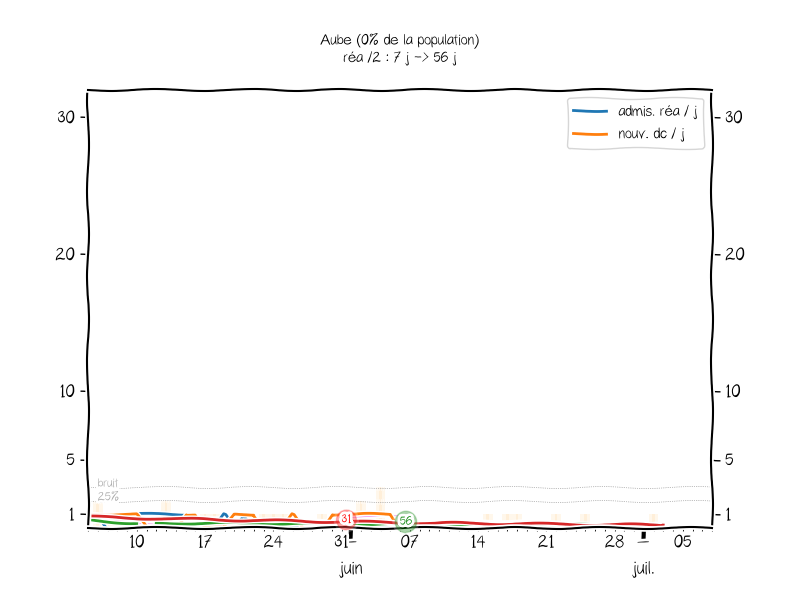 Aube (0% de la population)
réa /2 : 7 j -> 56 j
admis. réa / j
nouv. dc / j
30 30
20 20
10 10
5 5
bruit
25%
1 1
31 56
10 17 24 31 07 14 21 28 05
juin juil.